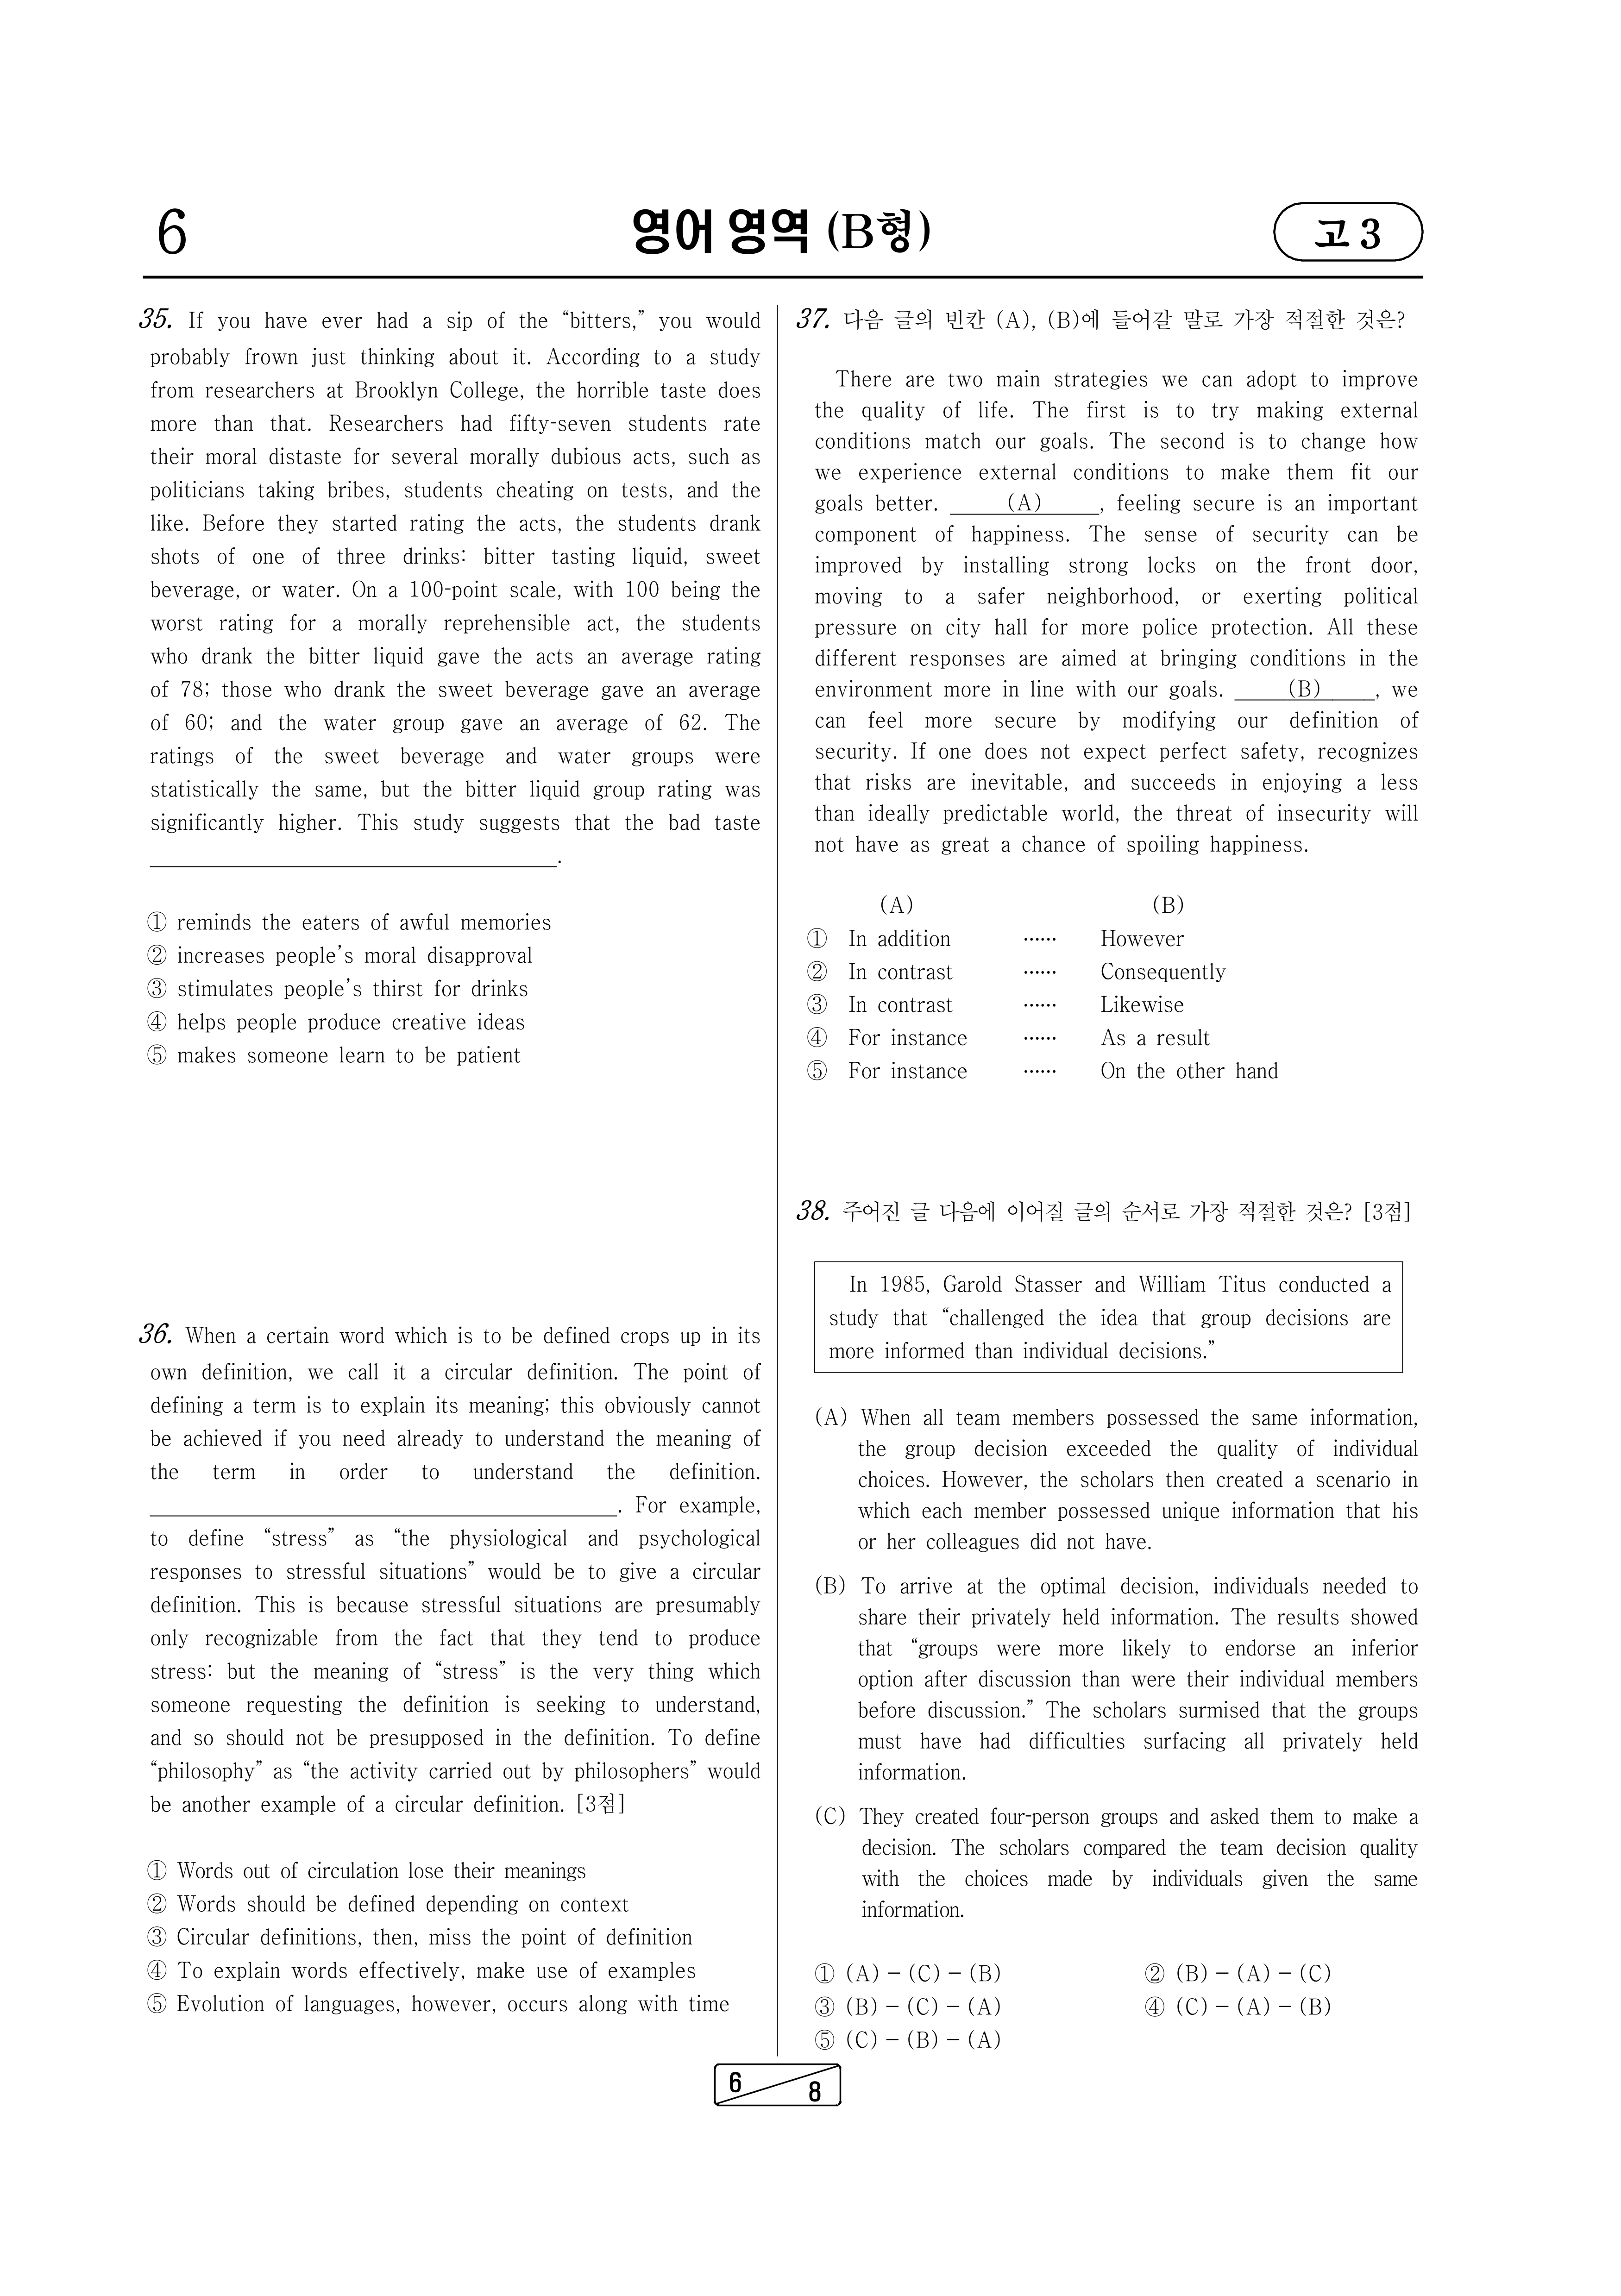 6
영어 영역 (B형)
고 3
35. If you have ever had a sip of the “bitters,” you would
probably frown just thinking about it. According to a study
from researchers at Brooklyn College, the horrible taste does
more than that. Researchers had fifty-seven students rate
their moral distaste for several morally dubious acts, such as
politicians taking bribes, students cheating on tests, and the
like. Before they started rating the acts, the students drank
shots of one of three drinks: bitter tasting liquid, sweet
beverage, or water. On a 100-point scale, with 100 being the
worst rating for a morally reprehensible act, the students
who drank the bitter liquid gave the acts an average rating
of 78; those who drank the sweet beverage gave an average
of 60; and the water group gave an average of 62. The
ratings of the sweet beverage and water groups were
statistically the same, but the bitter liquid group rating was
significantly higher. This study suggests that the bad taste
.
① reminds the eaters of awful memories
② increases people’s moral disapproval
③ stimulates people’s thirst for drinks
④ helps people produce creative ideas
⑤ makes someone learn to be patient
36. When a certain word which is to be defined crops up in its
own definition, we call it a circular definition. The point of
defining a term is to explain its meaning; this obviously cannot
be achieved if you need already to understand the meaning of
the term in order to understand the definition.
. For example,
to define “stress” as “the physiological and psychological
responses to stressful situations” would be to give a circular
definition. This is because stressful situations are presumably
only recognizable from the fact that they tend to produce
stress: but the meaning of “stress” is the very thing which
someone requesting the definition is seeking to understand,
and so should not be presupposed in the definition. To define
“philosophy” as “the activity carried out by philosophers” would
be another example of a circular definition. [3점]
① Words out of circulation lose their meanings
② Words should be defined depending on context
③ Circular definitions, then, miss the point of definition
④ To explain words effectively, make use of examples
⑤ Evolution of languages, however, occurs along with time
37. 다음 글의 빈칸 (A), (B)에 들어갈 말로 가장 적절한 것은?
There are two main strategies we can adopt to improve
the quality of life. The first is to try making external
conditions match our goals. The second is to change how
we experience external conditions to make them fit our
goals better. (A) , feeling secure is an important
component of happiness. The sense of security can be
improved by installing strong locks on the front door,
moving to a safer neighborhood, or exerting political
pressure on city hall for more police protection. All these
different responses are aimed at bringing conditions in the
environment more in line with our goals. (B) , we
can feel more secure by modifying our definition of
security. If one does not expect perfect safety, recognizes
that risks are inevitable, and succeeds in enjoying a less
than ideally predictable world, the threat of insecurity will
not have as great a chance of spoiling happiness.
(A) (B)
① In addition ······ However
② In contrast ······ Consequently
③ In contrast ······ Likewise
④ For instance ······ As a result
⑤ For instance ······ On the other hand
38. 주어진 글 다음에 이어질 글의 순서로 가장 적절한 것은? [3점]
In 1985, Garold Stasser and William Titus conducted a
study that “challenged the idea that group decisions are
more informed than individual decisions.”
(A) When all team members possessed the same information,
the group decision exceeded the quality of individual
choices. However, the scholars then created a scenario in
which each member possessed unique information that his
or her colleagues did not have.
(B) To arrive at the optimal decision, individuals needed to
share their privately held information. The results showed
that “groups were more likely to endorse an inferior
option after discussion than were their individual members
before discussion.” The scholars surmised that the groups
must have had difficulties surfacing all privately held
information.
(C) They created four-person groups and asked them to make a
decision. The scholars compared the team decision quality
with the choices made by individuals given the same
information.
① (A) - (C) - (B) ② (B) - (A) - (C)
③ (B) - (C) - (A) ④ (C) - (A) - (B)
⑤ (C) - (B) - (A)
6 8